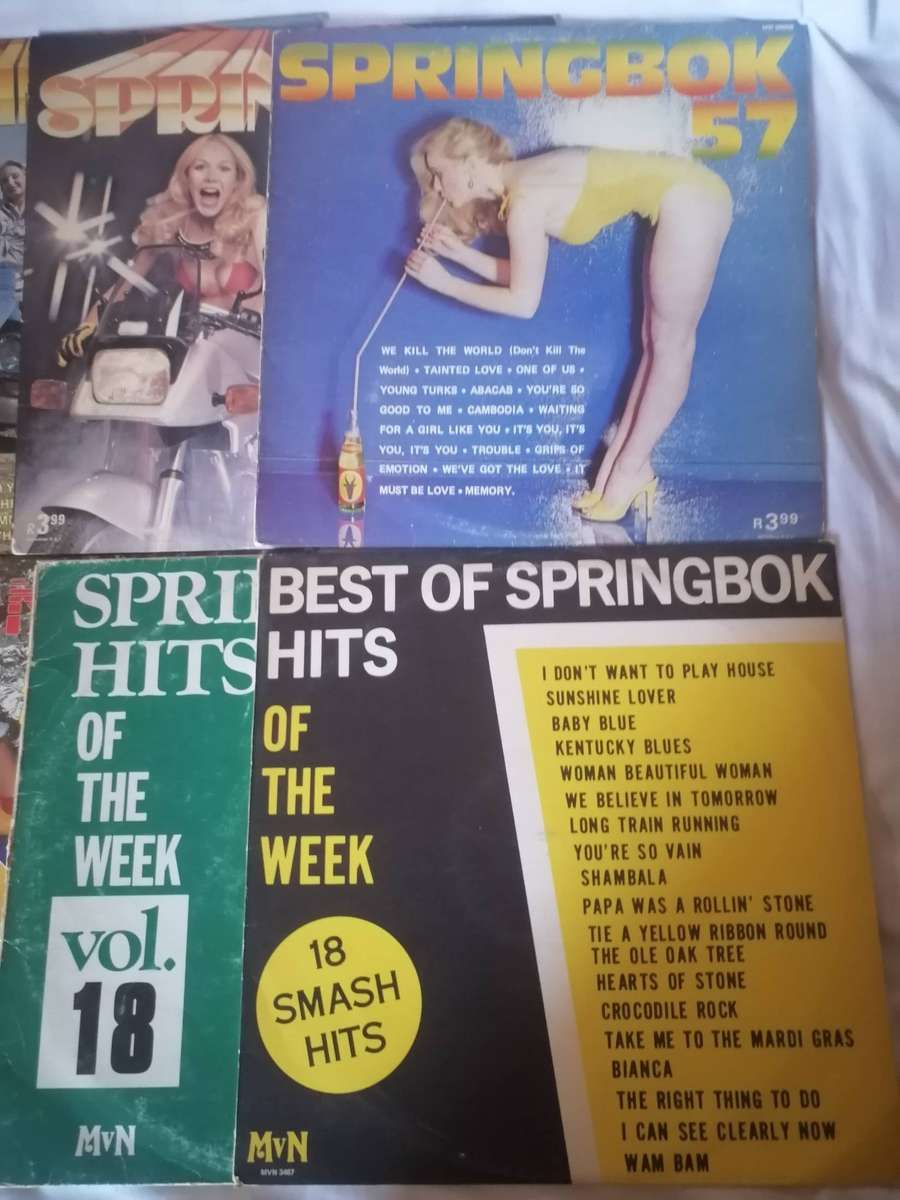 SPRIN
R3.99
SPRINGBOK
57
WE KILL THE WORLD (Don't Kill The
World) • TAINTED LOVE • ONE OF US •
YOUNG TURKS • ABACAB • YOU'RE SO
GOOD TO ME • CAMBODIA • WAITING
FOR A GIRL LIKE YOU • IT'S YOU, IT'S
YOU, IT'S YOU • TROUBLE • GRIPS OF
EMOTION • WE'VE GOT THE LOVE • IT
MUST BE LOVE • MEMORY.
R399
SPRI
HITS
OF
THE
WEEK
vol.
18
MvN
BEST OF SPRINGBOK
HITS
OF
THE
WEEK
18
SMASH
HITS
MvN
MVN 3467
I DON'T WANT TO PLAY HOUSE
SUNSHINE LOVER
BABY BLUE
KENTUCKY BLUES
WOMAN BEAUTIFUL WOMAN
WE BELIEVE IN TOMORROW
LONG TRAIN RUNNING
YOU'RE SO VAIN
SHAMBALA
PAPA WAS A ROLLIN' STONE
TIE A YELLOW RIBBON ROUND
THE OLE OAK TREE
HEARTS OF STONE
CROCODILE ROCK
TAKE ME TO THE MARDI GRAS
BIANCA
THE RIGHT THING TO DO
I CAN SEE CLEARLY NOW
WAM BAM